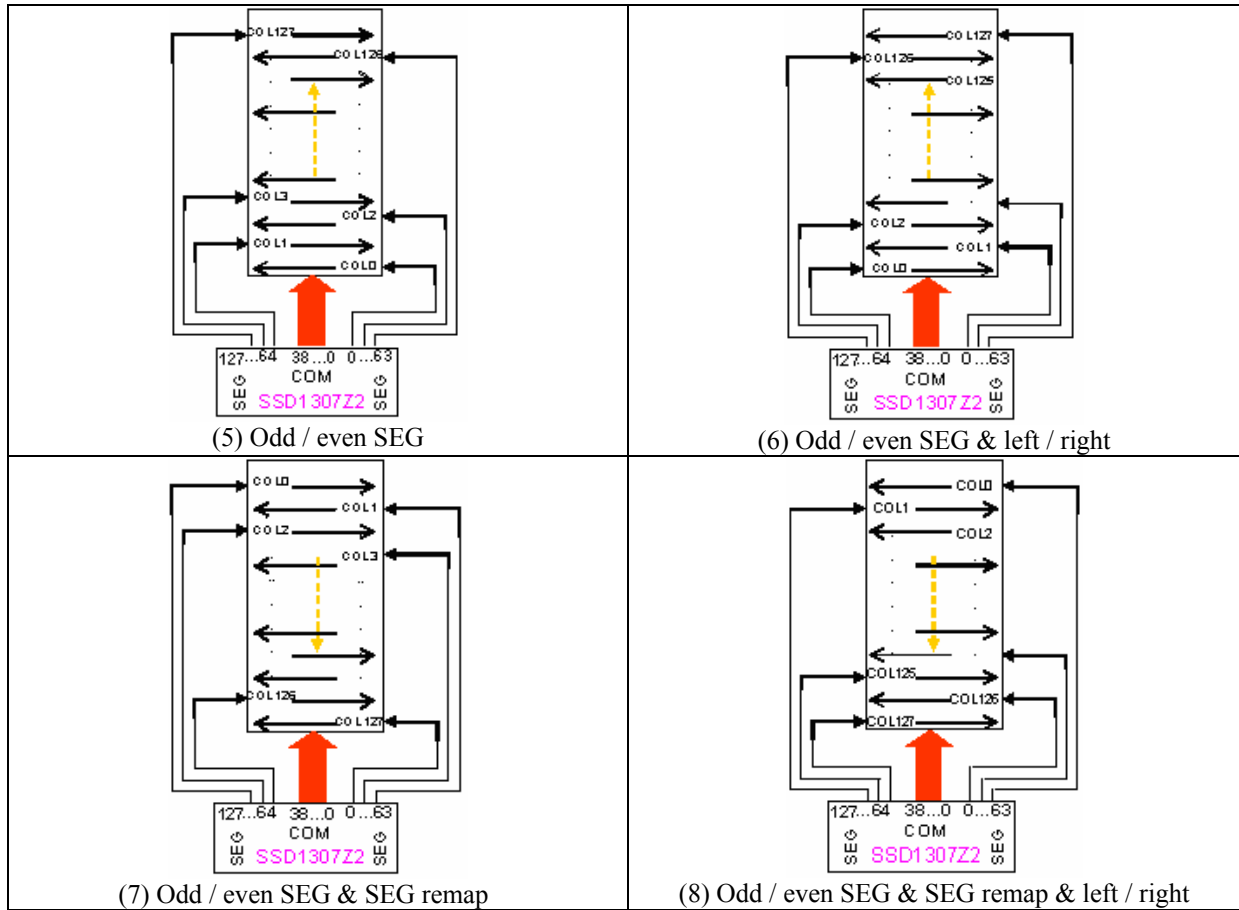 COL127
COL126
COL3
COL2
COL1
COL0
127...64 38...0 0...63
COM
SEG SSD1307Z2 SEG
(5) Odd / even SEG
COL127
COL126
COL125
COL2
COL1
COL0
127...64 38...0 0...63
COM
SEG SSD1307Z2 SEG
(6) Odd / even SEG & left / right
COL0
COL1
COL2
COL3
COL126
COL127
127...64 38...0 0...63
COM
SEG SSD1307Z2 SEG
(7) Odd / even SEG & SEG remap
COL0
COL1
COL2
COL125
COL126
COL127
127...64 38...0 0...63
COM
SEG SSD1307Z2 SEG
(8) Odd / even SEG & SEG remap & left / right